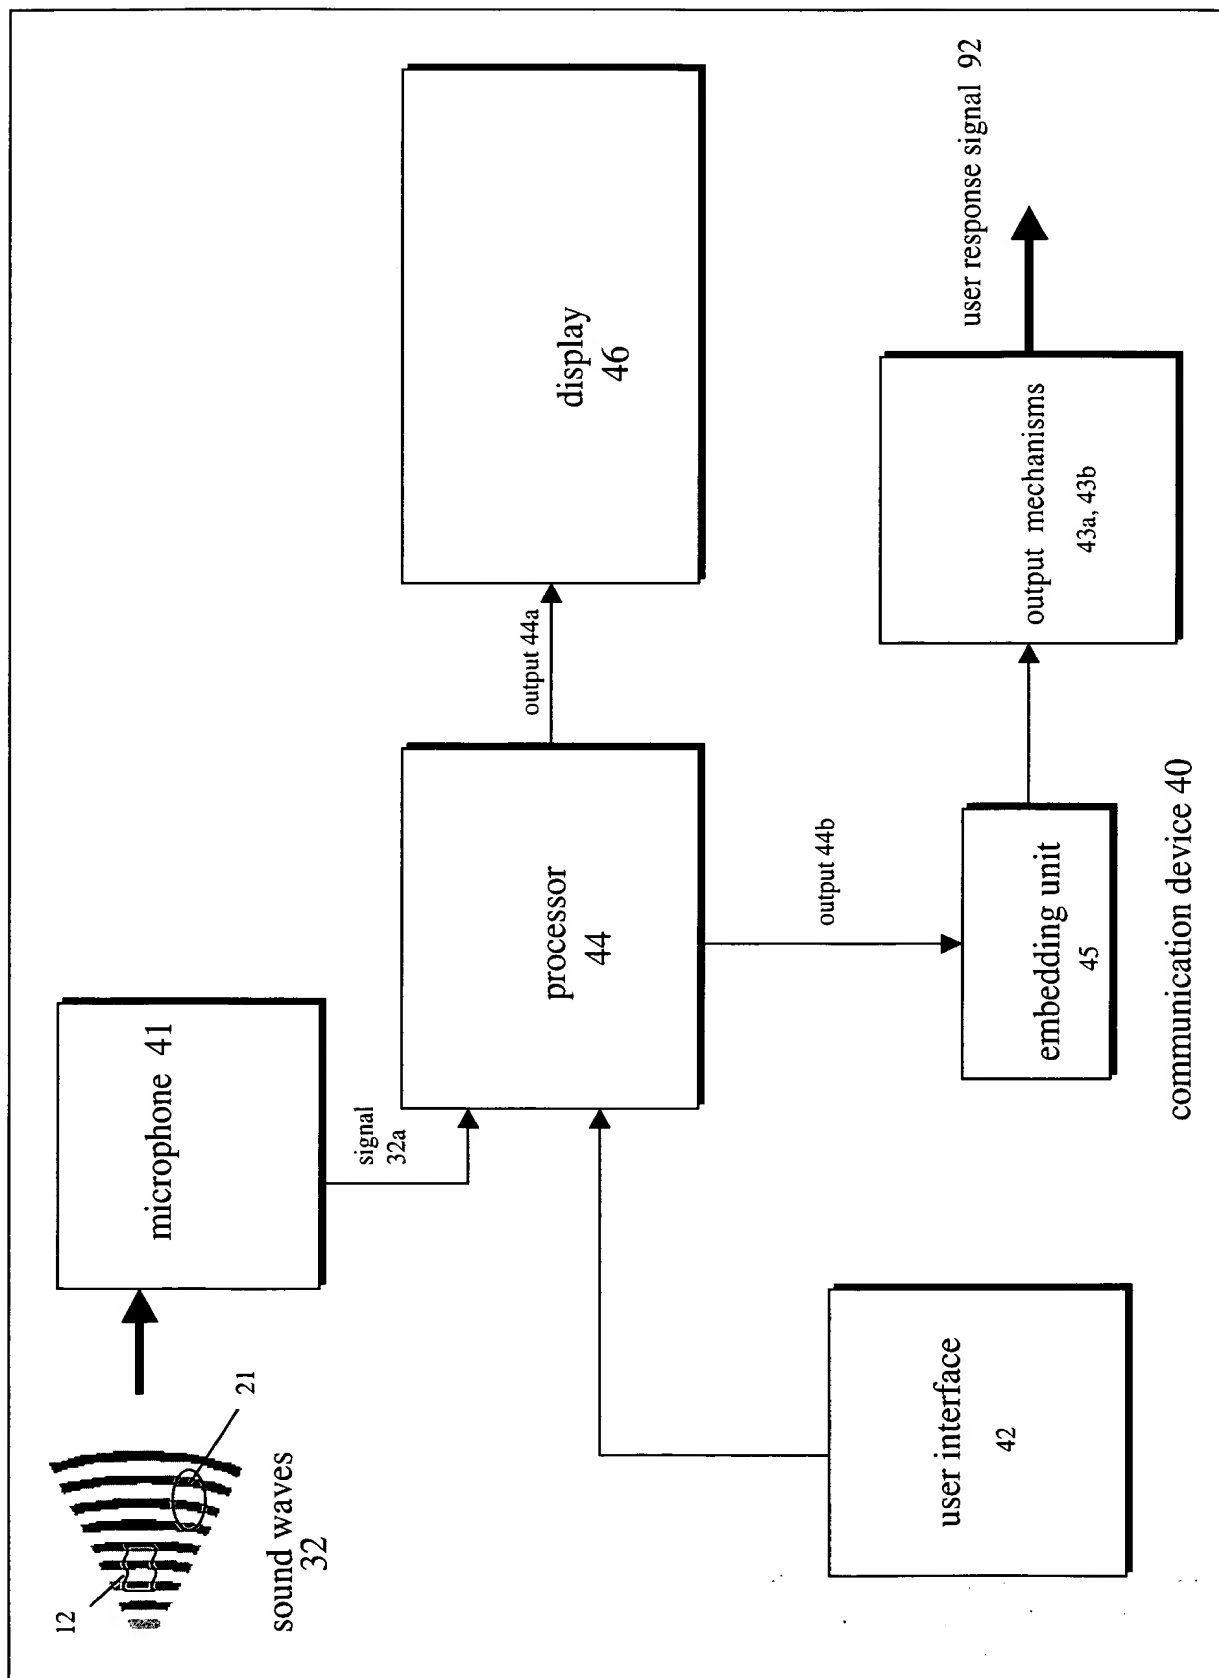 12
21
sound waves
32
microphone 41
signal
32a
user interface
42
processor
44
output 44a
display
46
output 44b
embedding unit
45
output mechanisms
43a, 43b
user response signal 92
communication device 40